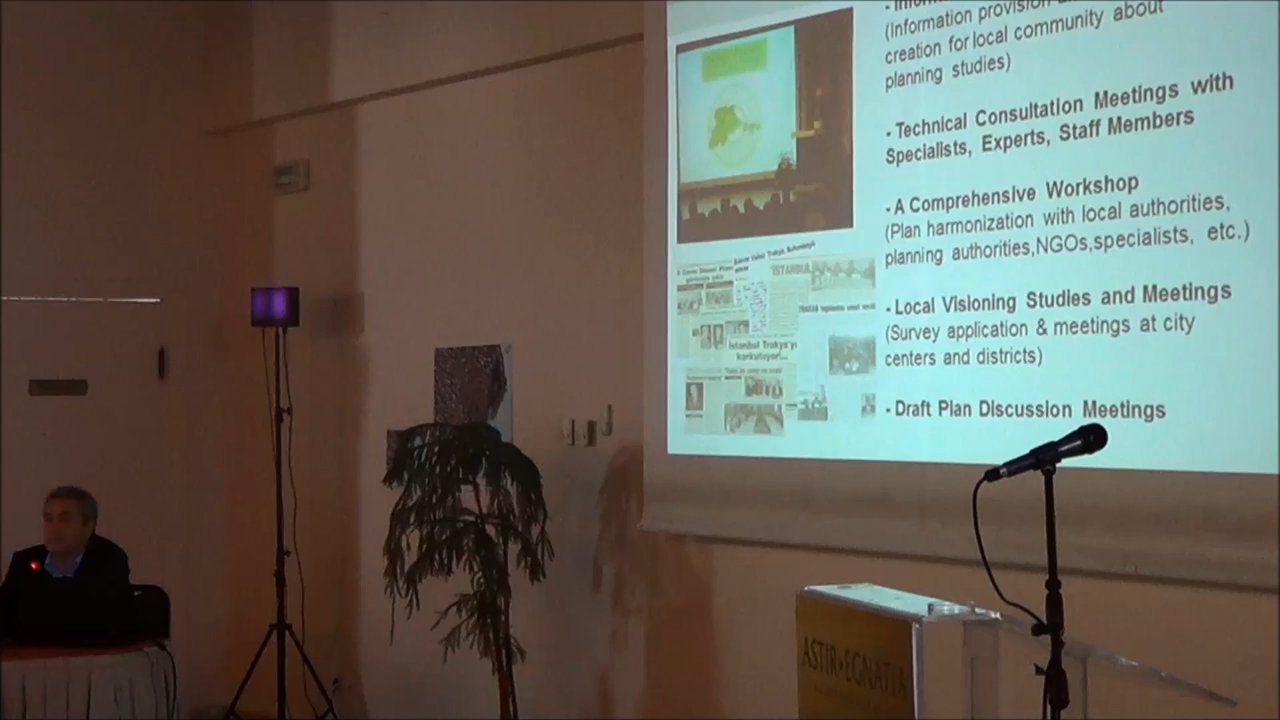 (Information provision
creation for local community about
planning studies)
- Technical Consultation Meetings with
Specialists, Experts, Staff Members
- A Comprehensive Workshop
(Plan harmonization with local authorities,
planning authorities,NGOs,specialists, etc.)
- Local Visioning Studies and Meetings
(Survey application & meetings at city
centers and districts)
- Draft Plan Discussion Meetings
İSTANBUL
İstanbul Trakya'yı
korkutuyor!...
ASTIR•EGNATIA